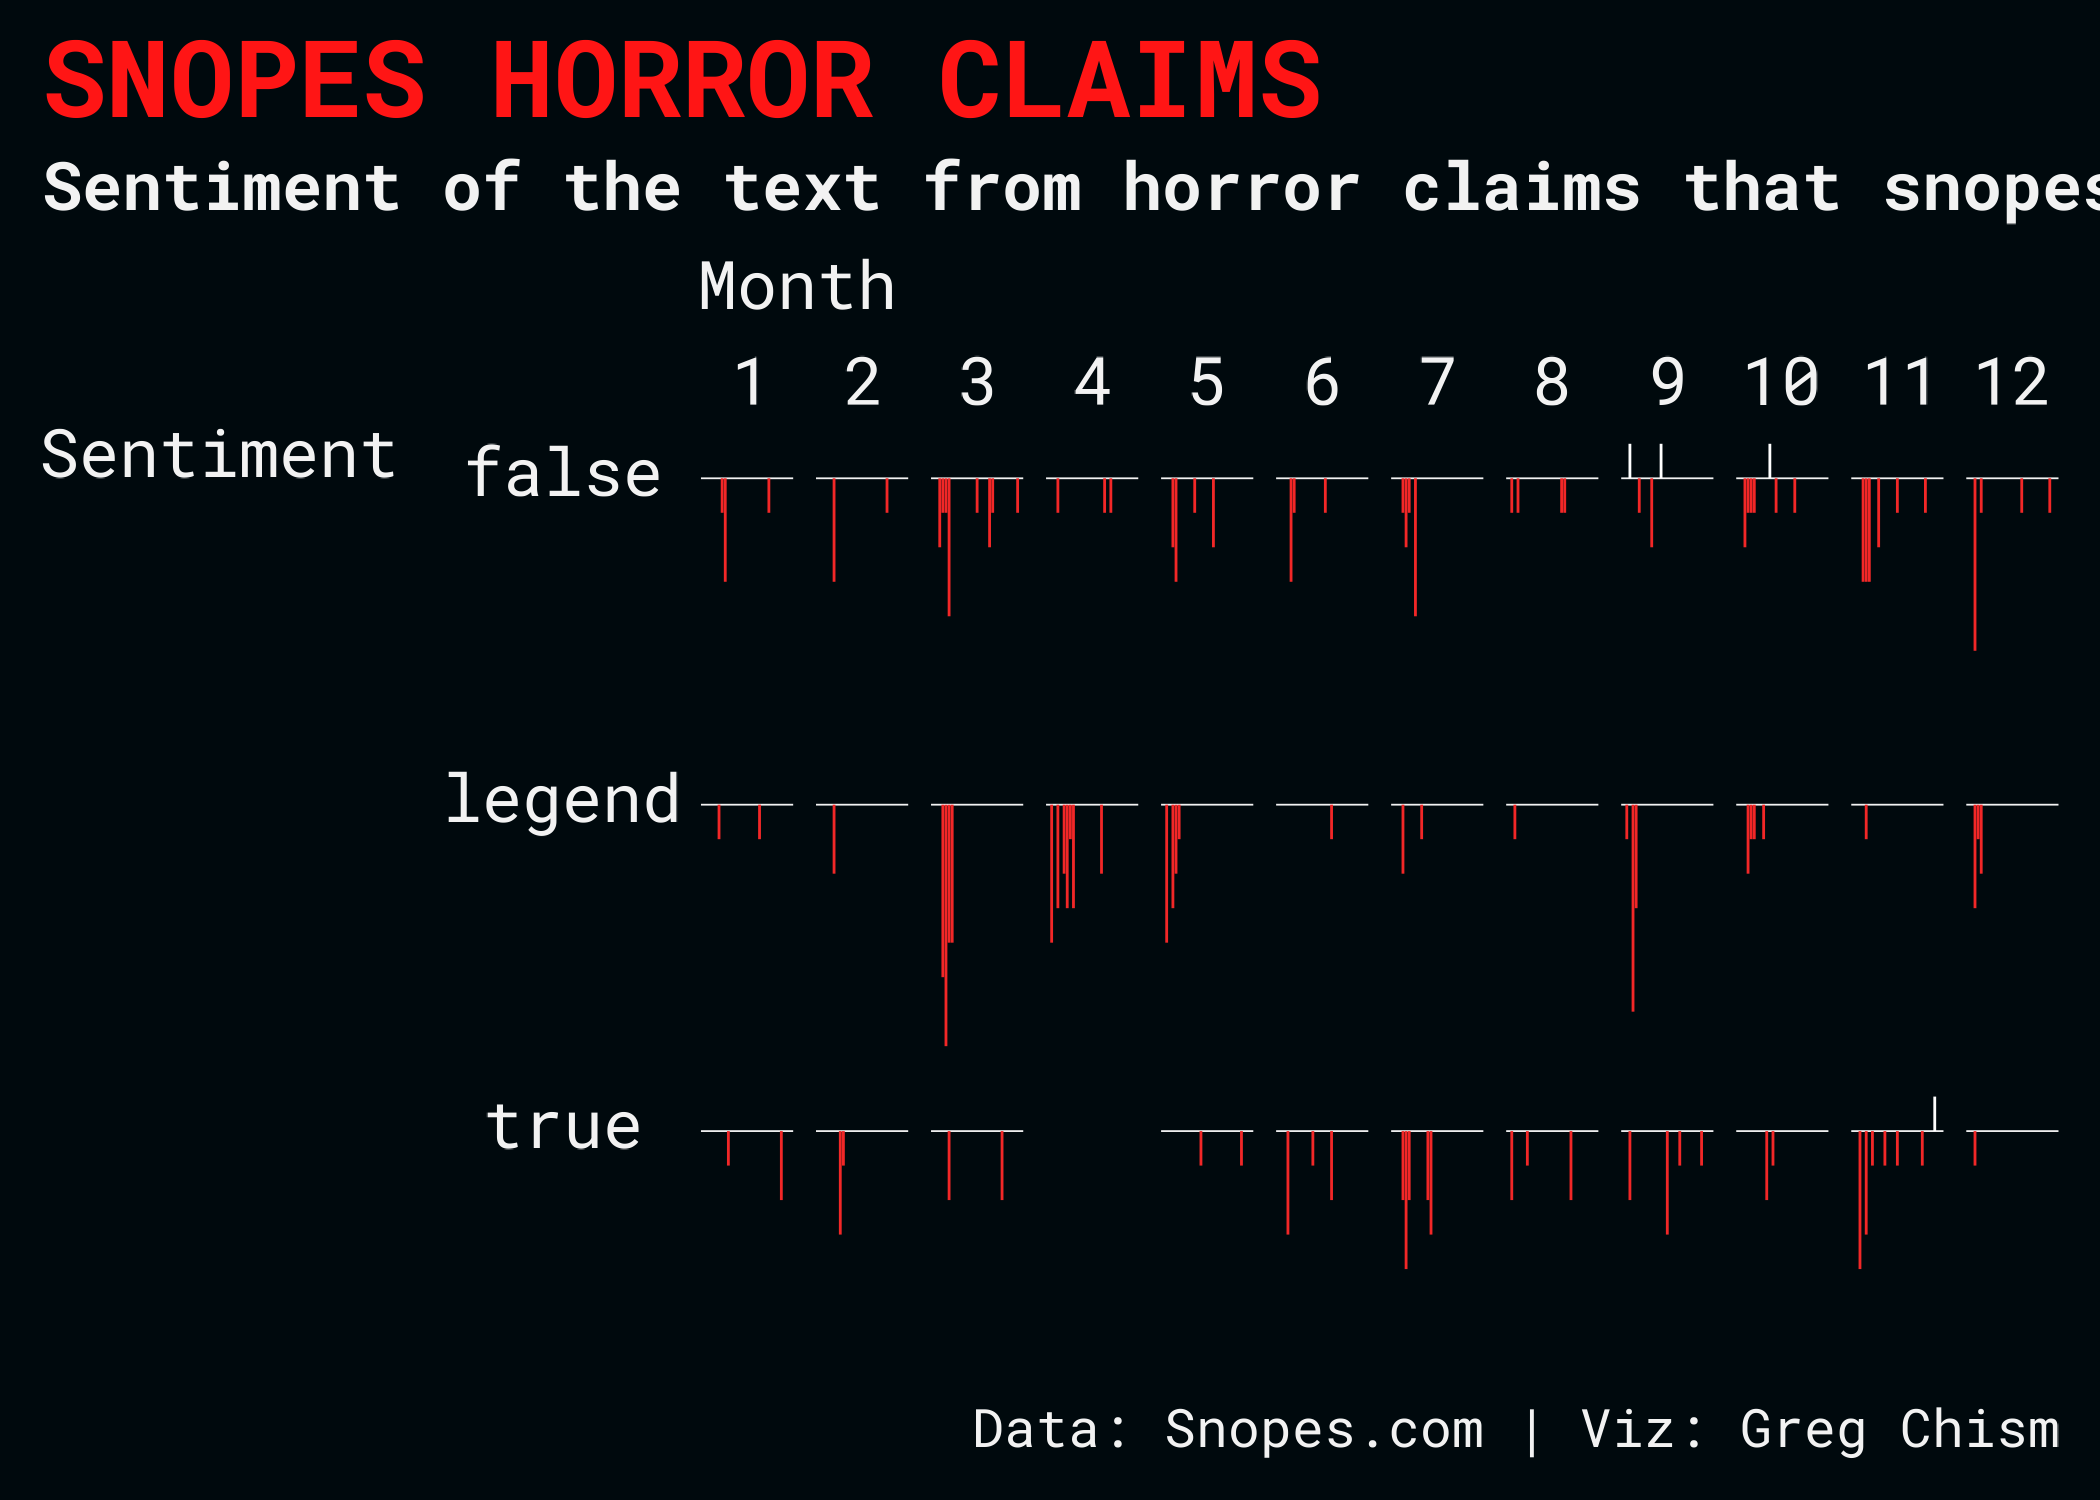 SNOPES HORROR CLAIMS
Sentiment of the text from horror claims that snopes
Month
1 2 3 4 5 6 7 8 9 10 11 12
Sentiment
false
legend
true
Data: Snopes.com | Viz: Greg Chism